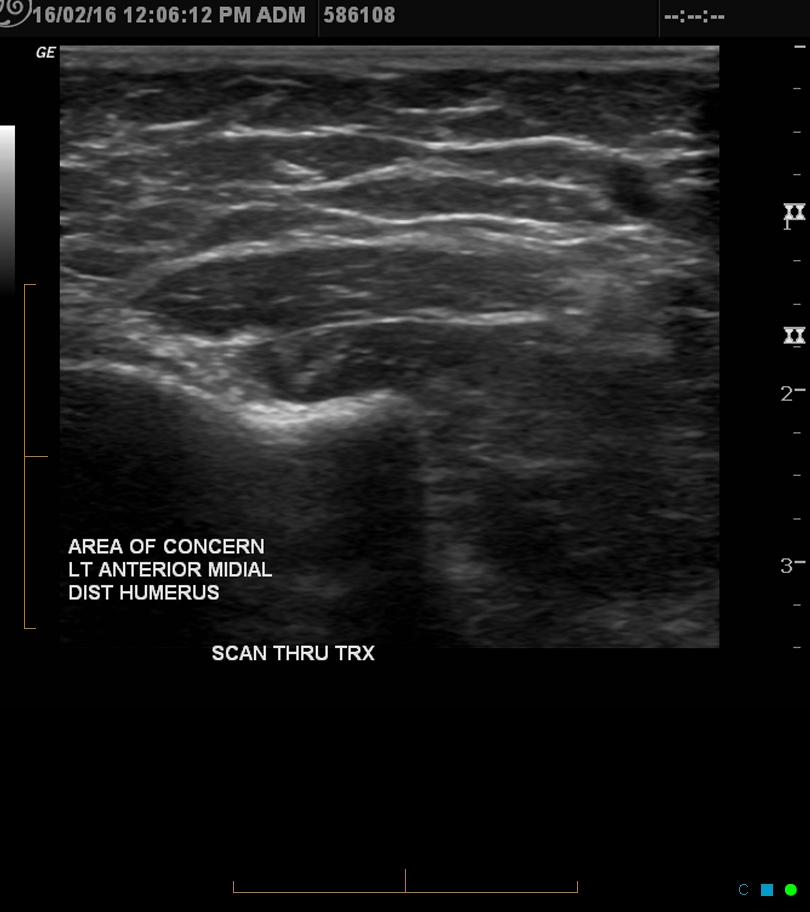 16/02/16 12:06:12 PM ADM 586108 --:--:--
GE
1
2
3
AREA OF CONCERN
LT ANTERIOR MIDIAL
DIST HUMERUS
SCAN THRU TRX
C